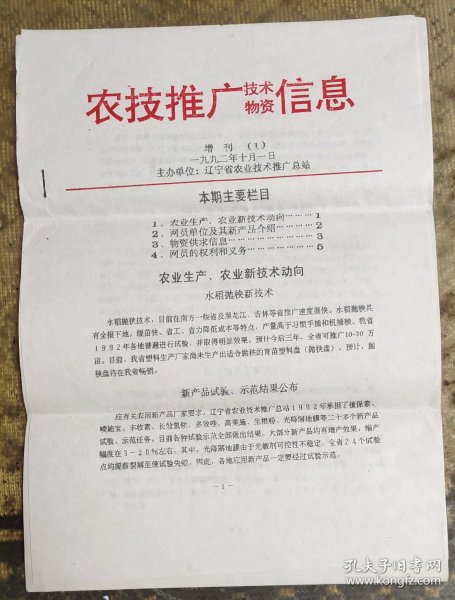 农技推广技术物资信息
增刊 (1)
一九九二年十月一日
主办单位：辽宁省农业技术推广总站
本期主要栏目
1、农业生产、农业新技术动向………1
2、网员单位及其新产品介绍…………2
3、物资供求信息………………………3
4、网员的权利和义务…………………5
农业生产、农业新技术动向
水稻抛秧新技术
水稻抛秧技术，目前在南方一些省及黑龙江、吉林等省推广速度很快。水稻抛秧具
有全根下地、缓苗快、省工、省力降低成本等特点，产量高于习惯手插和机插秧。我省
1992年各地普遍进行试验，并取得明显效果。预计今后三年，全省可推广10-30万
亩。目前，我省塑料生产厂家尚未生产出适合抛秧的育苗塑料盘（抛秧盘）。预计，抛
秧盘将在我省畅销。
新产品试验、示范结果公布
应有关农用新产品厂家要求，辽宁省农业技术推广总站1992年承担了植保素、
喷施宝、丰收素、长效氮肥、多效唑、高美施、生根粉、光降解地膜等二十多个新产品
试验、示范任务。目前各种试验示范全部做出结果。大部分新产品均有增产效果，增产
幅度在3-20%左右。其中，光降解地膜由于光敏剂可控性不稳定，全省24个试验
点均提前裂解至使试验失败。因此，各地它用新产品一定要经过试验示范。
—1—
孔夫子旧书网
www.kongfz.com